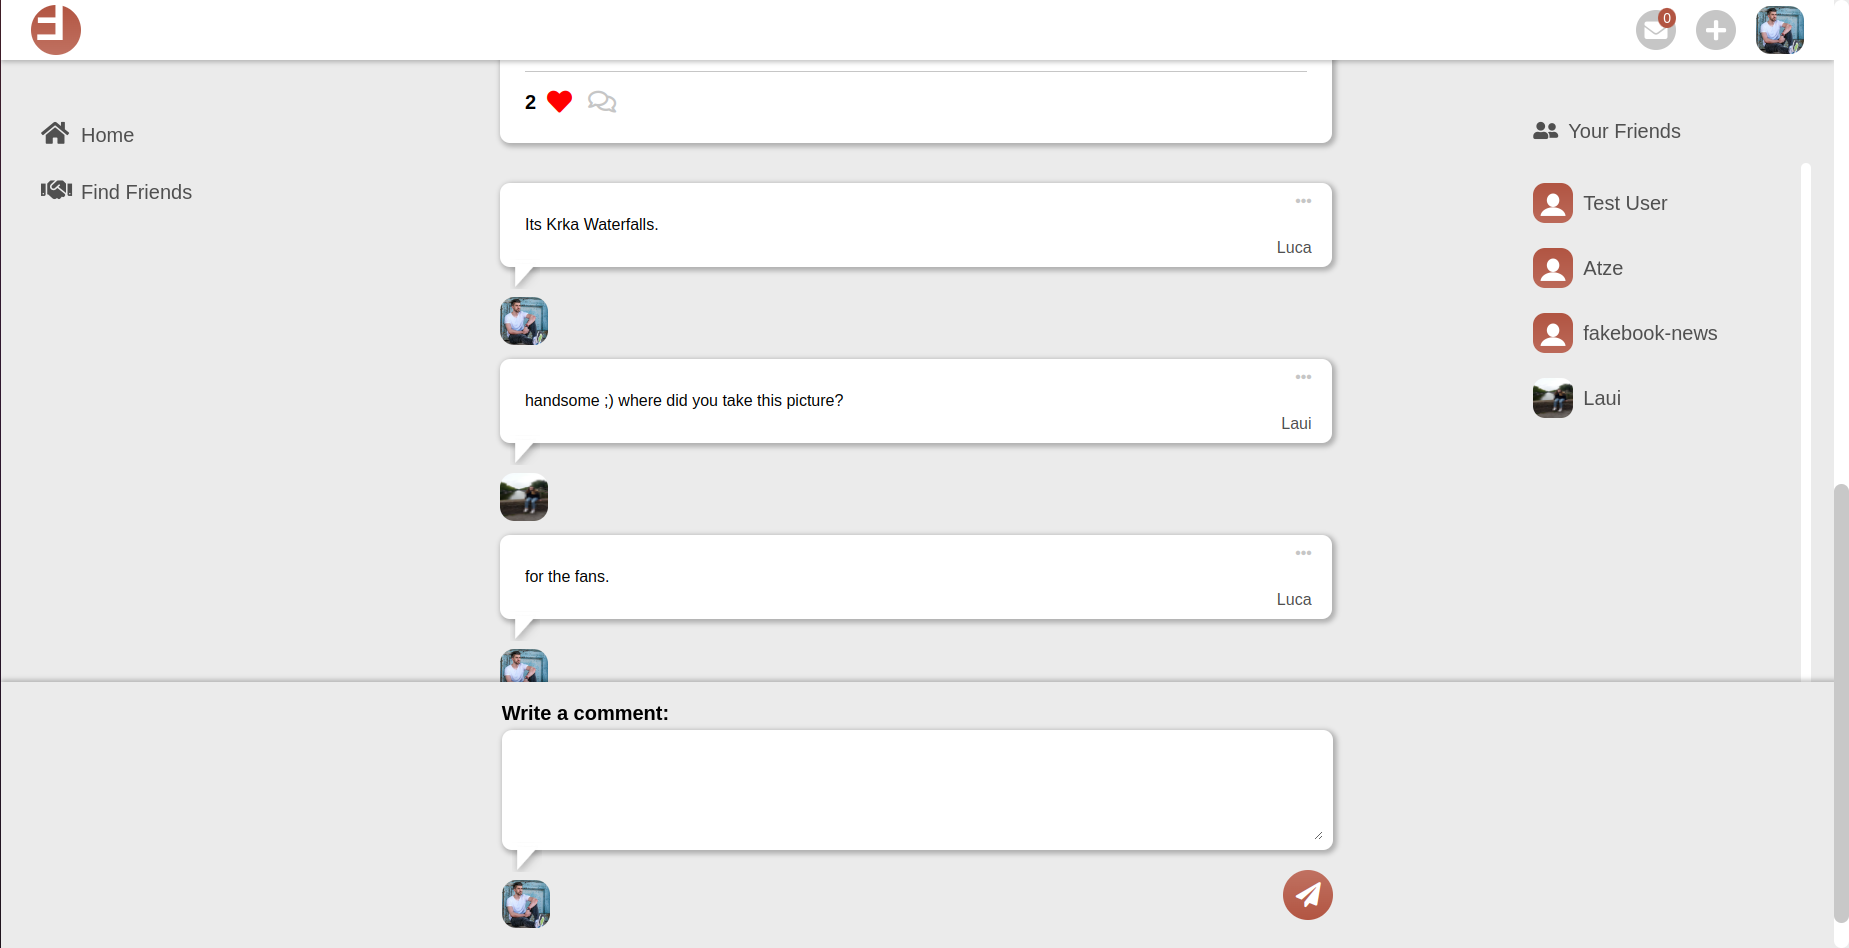 0
Home
Find Friends
2
Its Krka Waterfalls.
Luca
handsome ;) where did you take this picture?
Laui
for the fans.
Luca
Write a comment:
Your Friends
Test User
Atze
fakebook-news
Laui